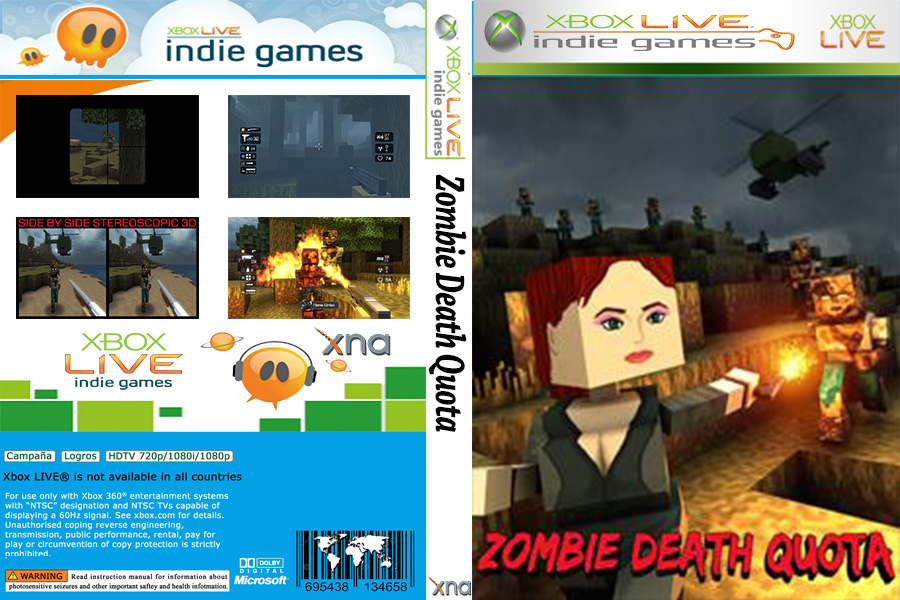 XBOX LIVE
indie games
SIDE BY SIDE STEREOSCOPIC 3D
XBOX
LIVE
indie games
xna
Campaña Logros HDTV 720p/1080i/1080p
Xbox LIVE® is not available in all countries
For use only with Xbox 360® entertainment systems
with “NTSC” designation and NTSC TVs capable of
displaying a 60Hz signal. See xbox.com for details.
Unauthorised coping reverse engineering,
transmission, public performance, rental, pay for
play or circumvention of copy protection is strictly
prohibited.
WARNING Read instruction manual for information about
photosensitive seizures and other important saftey and health infotmation.
DOLBY
DIGITAL
Microsoft®
695438 134658
XBOX LIVE
indie games
Zombie Death Quota
xna
XBOX LIVE
indie games
XBOX
LIVE
ZOMBIE DEATH QUOTA